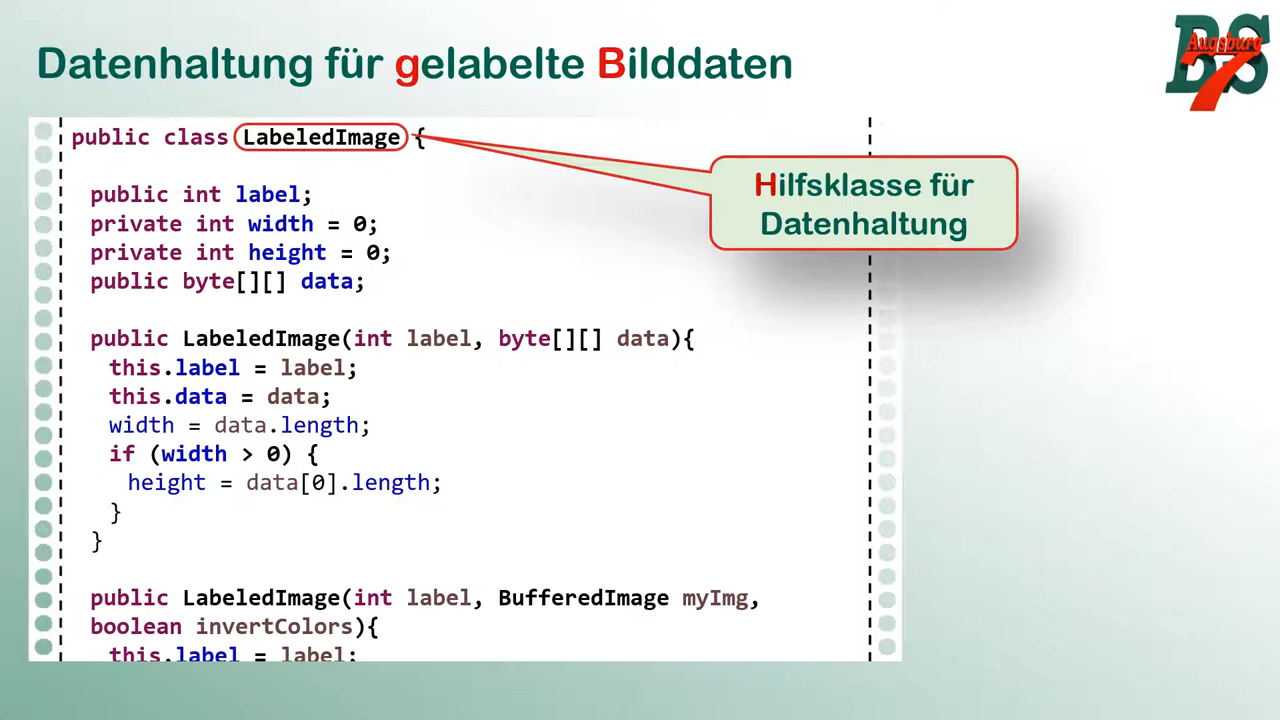 Datenhaltung für gelabelte Bilddaten
BS
Augsburg
7
public class LabeledImage {
Hilfsklasse für
Datenhaltung
public int label;
private int width = 0;
private int height = 0;
public byte[][] data;
public LabeledImage(int label, byte[][] data){
this.label = label;
this.data = data;
width = data.length;
if (width > 0) {
height = data[0].length;
}
}
public LabeledImage(int label, BufferedImage myImg,
boolean invertColors){
this.label = label;